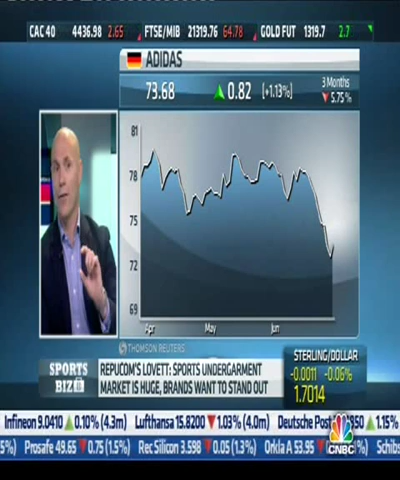 CAC 40 4436.98 2.65 FTSE/MIB 21319.76 64.78 GOLD FUT 1319.7 2.7
ADIDAS
73.68 0.82 (+1.13%)
3 Months
5.75 %
81
78
75
72
69
Apr May Jun
THOMSON REUTERS
SPORTS
BIZ
REPUCOM'S LOVETT: SPORTS UNDERGARMENT
MARKET IS HUGE, BRANDS WANT TO STAND OUT
STERLING/DOLLAR
-0.0011 -0.06%
1.7014
Infineon 9.0410 0.10% (4.3m) Lufthansa 15.8200 1.03% (4.0m) Deutsche Post 850 1.15%
5%) Prosafe 49.65 0.75 (1.5%) Rec Silicon 3.598 0.05 (1.3%) Orkla A 53.95 (1%) Schibs
CNBC